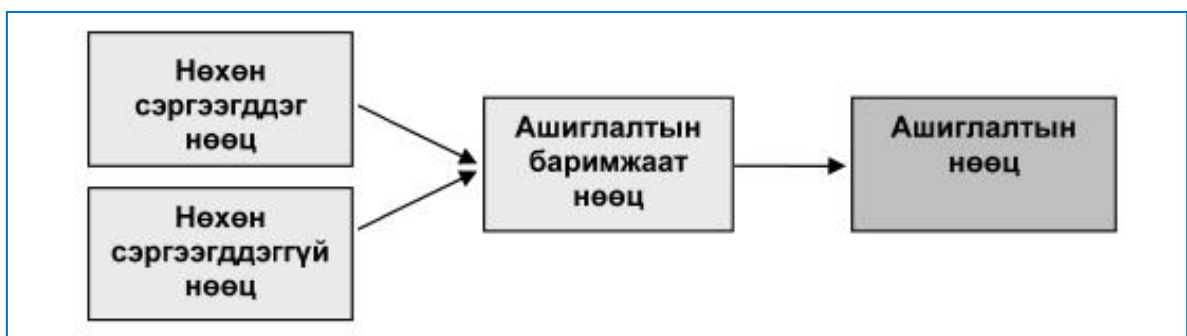 Нөхөн
сэргээгддэг
нөөц
Нөхөн
сэргээгддэггүй
нөөц
Ашиглалтын
баримжаат
нөөц
Ашиглалтын
нөөц